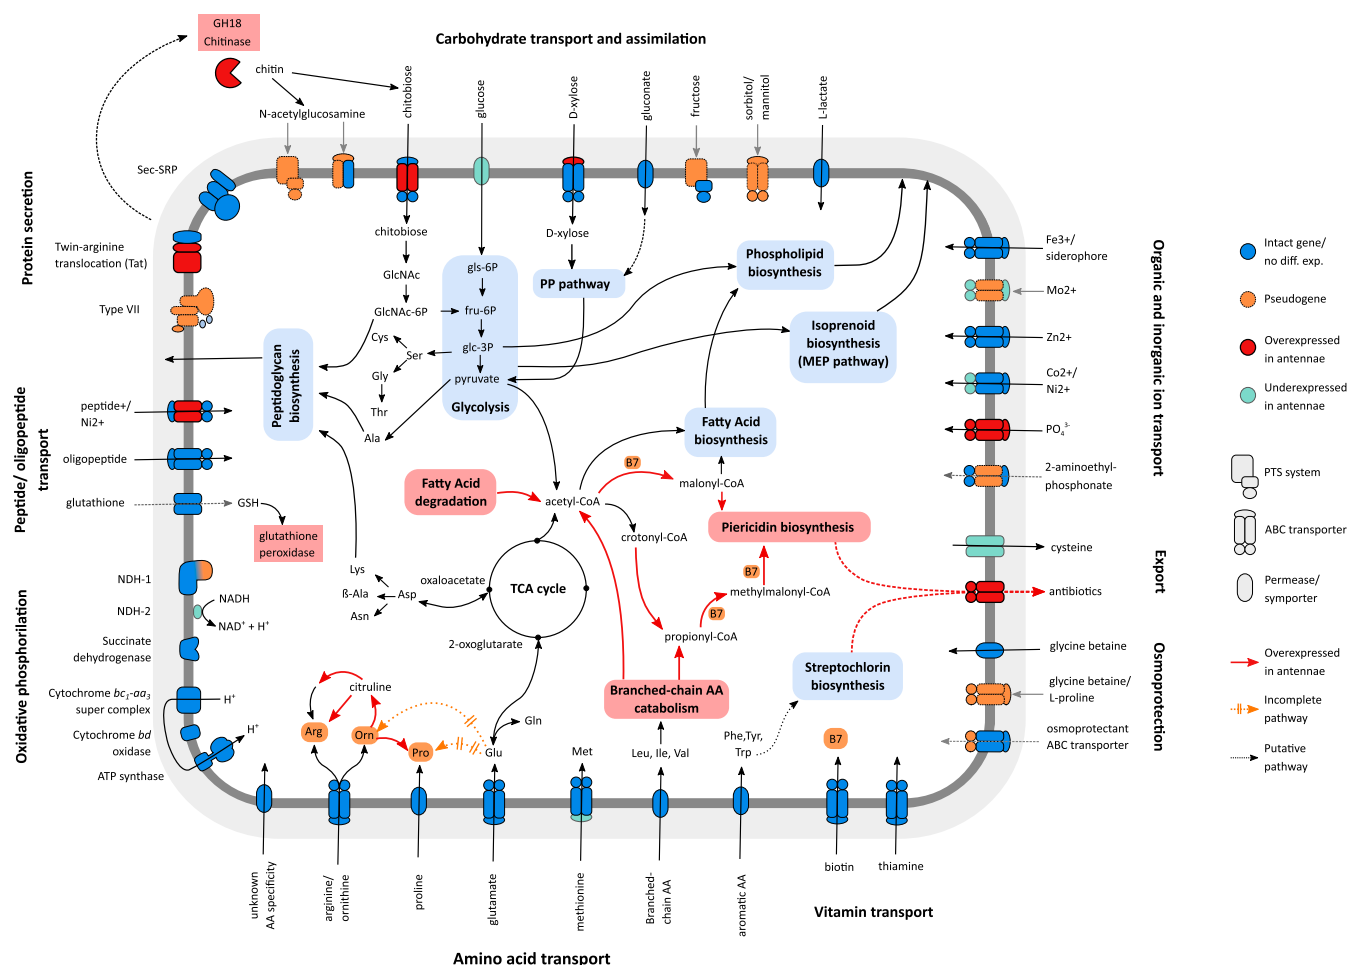 GH18
Chitinase
Carbohydrate transport and assimilation
chitin
N-acetylglucosamine
chitobiose
glucose
D-xylose
gluconate
fructose
sorbitol/
mannitol
L-lactate
Protein secretion
Sec-SRP
Twin-arginine
translocation (Tat)
Type VII
chitobiose
GlcNAc
GlcNAc-6P
gls-6P
fru-6P
glc-3P
pyruvate
Glycolysis
D-xylose
PP pathway
Phospholipid
biosynthesis
Isoprenoid
biosynthesis
(MEP pathway)
Cys
Ser
Gly
Thr
Ala
Peptidoglycan
biosynthesis
Fatty Acid
biosynthesis
Peptide/ oligopeptide
transport
peptide+/
Ni2+
oligopeptide
glutathione
GSH
glutathione
peroxidase
Fatty Acid
degradation
acetyl-CoA
B7
malonyl-CoA
Piericidin biosynthesis
crotonyl-CoA
B7
methylmalonyl-CoA
B7
propionyl-CoA
TCA cycle
oxaloacetate
2-oxoglutarate
Lys
ß-Ala
Asp
Asn
Oxidative phosphorilation
NDH-1
NDH-2
NADH
NAD⁺ + H⁺
Succinate
dehydrogenase
Cytochrome bc₁-aa₃
super complex
H⁺
Cytochrome bd
oxidase
H⁺
ATP synthase
citruline
Arg
Orn
Pro
Glu
Gln
Met
Branched-chain AA
catabolism
Leu, Ile, Val
Phe,Tyr,
Trp
Streptochlorin
biosynthesis
B7
unknown
AA specificity
arginine/
ornithine
proline
glutamate
methionine
Branched-
chain AA
aromatic AA
biotin
thiamine
Vitamin transport
Amino acid transport
Organic and inorganic ion transport
Fe3+/
siderophore
Mo2+
Zn2+
Co2+/
Ni2+
PO₄³⁻
2-aminoethyl-
phosphonate
Export
cysteine
antibiotics
Osmoprotection
glycine betaine
glycine betaine/
L-proline
osmoprotectant
ABC transporter
Intact gene/
no diff. exp.
Pseudogene
Overexpressed
in antennae
Underexpressed
in antennae
PTS system
ABC transporter
Permease/
symporter
Overexpressed
in antennae
Incomplete
pathway
Putative
pathway